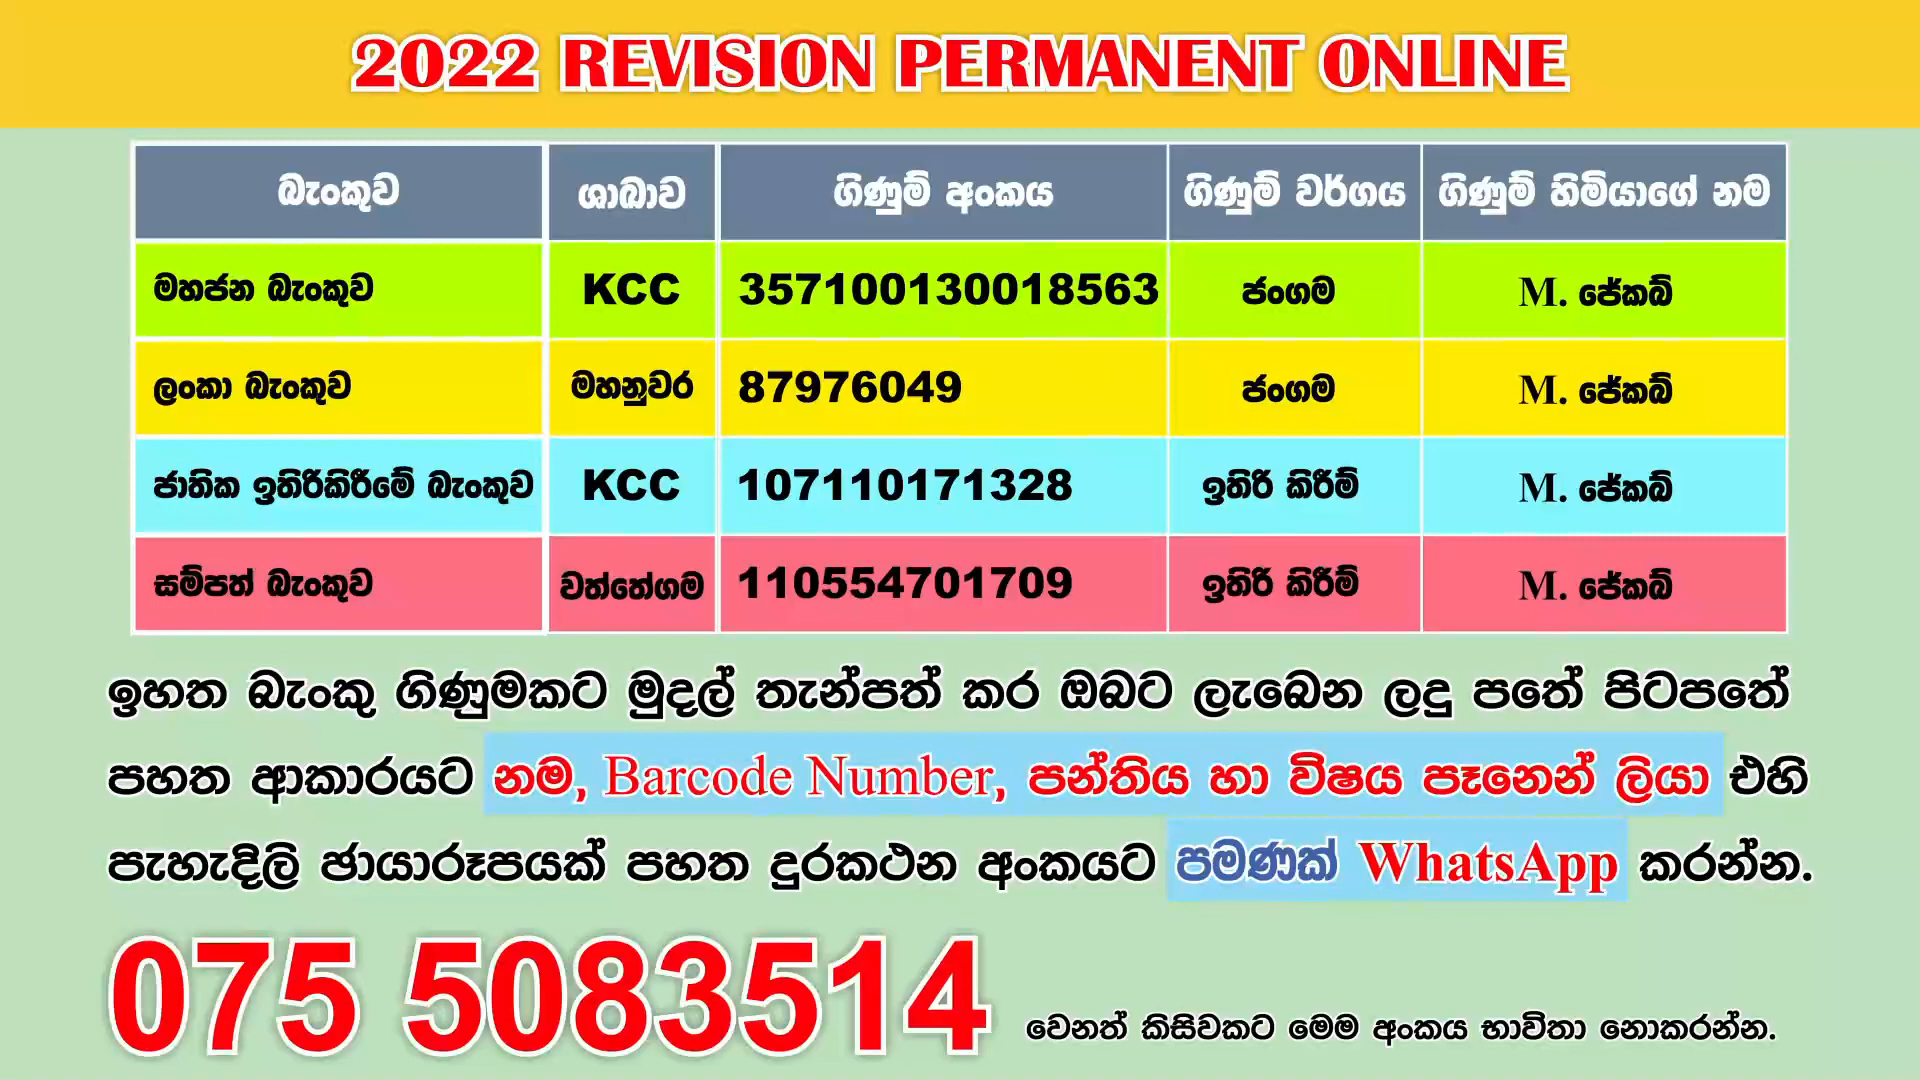 2022 REVISION PERMANENT ONLINE
බැංකුව ශාඛාව ගිණුම් අංකය ගිණුම් වර්ගය ගිණුම් හිමියාගේ නම
මහජන බැංකුව KCC 357100130018563 ජංගම M. ජේකබ්
ලංකා බැංකුව මහනුවර 87976049 ජංගම M. ජේකබ්
ජාතික ඉතිරිකිරීමේ බැංකුව KCC 107110171328 ඉතිරි කිරීම් M. ජේකබ්
සම්පත් බැංකුව වත්තේගම 110554701709 ඉතිරි කිරීම් M. ජේකබ්
ඉහත බැංකු ගිණුමකට මුදල් තැන්පත් කර ඔබට ලැබෙන ලදු පතේ පිටපතේ
පහත ආකාරයට නම, Barcode Number, පන්තිය හා විෂය පෑනෙන් ලියා එහි
පැහැදිලි ඡායාරූපයක් පහත දුරකථන අංකයට පමණක් WhatsApp කරන්න.
075 5083514 වෙනත් කිසිවකට මෙම අංකය භාවිතා නොකරන්න.